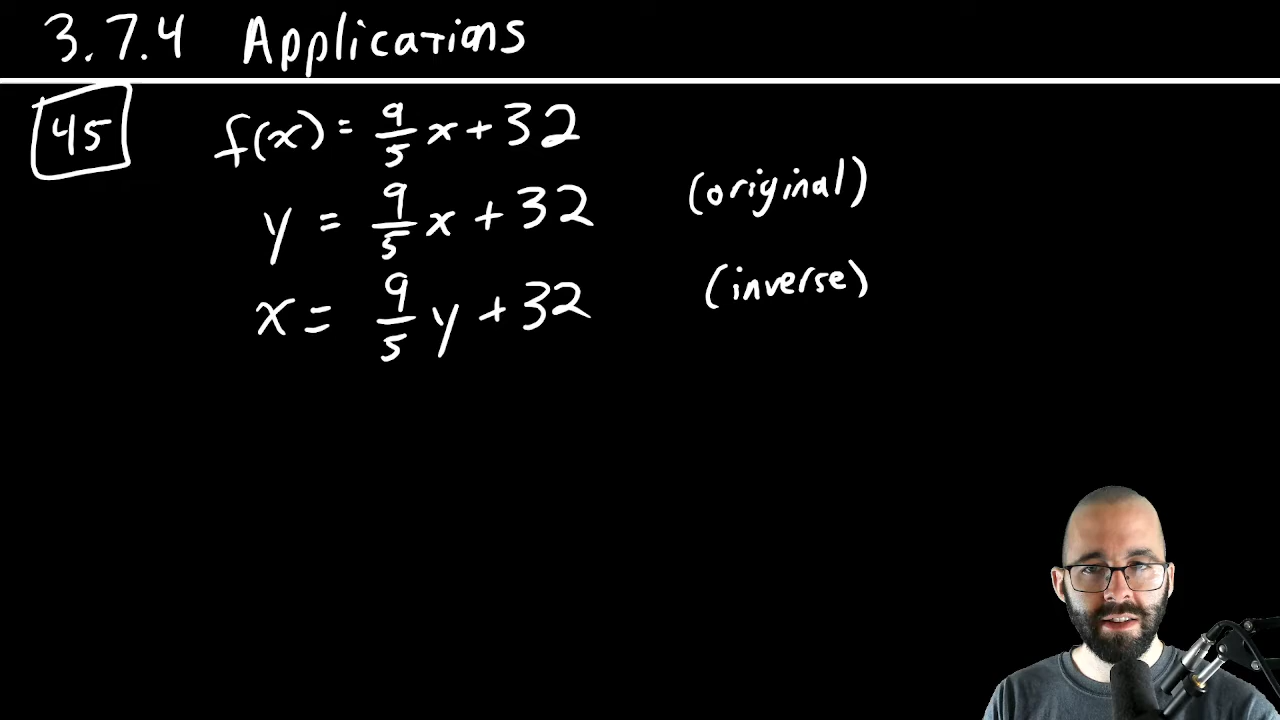 3.7.4 Applications
45 f(x) = 9/5 x + 32
y = 9/5 x + 32 (original)
x = 9/5 y + 32 (inverse)